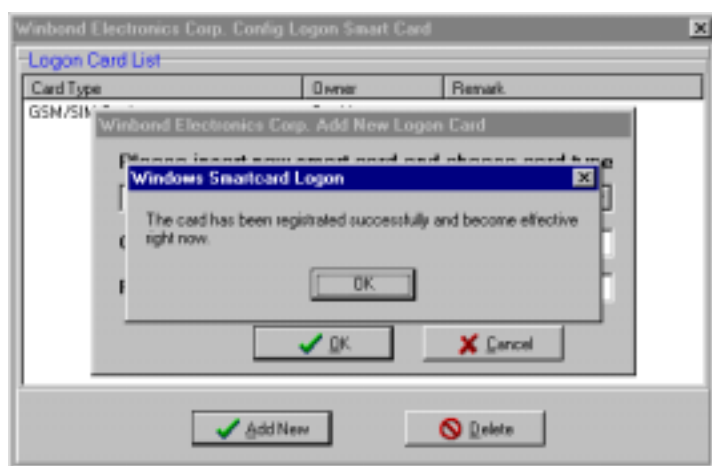 Winbond Electronics Corp. Config Logon Smart Card
Logon Card List
Card Type Owner Remark
GSM/SIM
Winbond Electronics Corp. Add New Logon Card
Please insert new smart card and choose card type
Windows Smartcard Logon
The card has been registrated successfully and become effective
right now.
OK
OK Cancel
Add New Delete